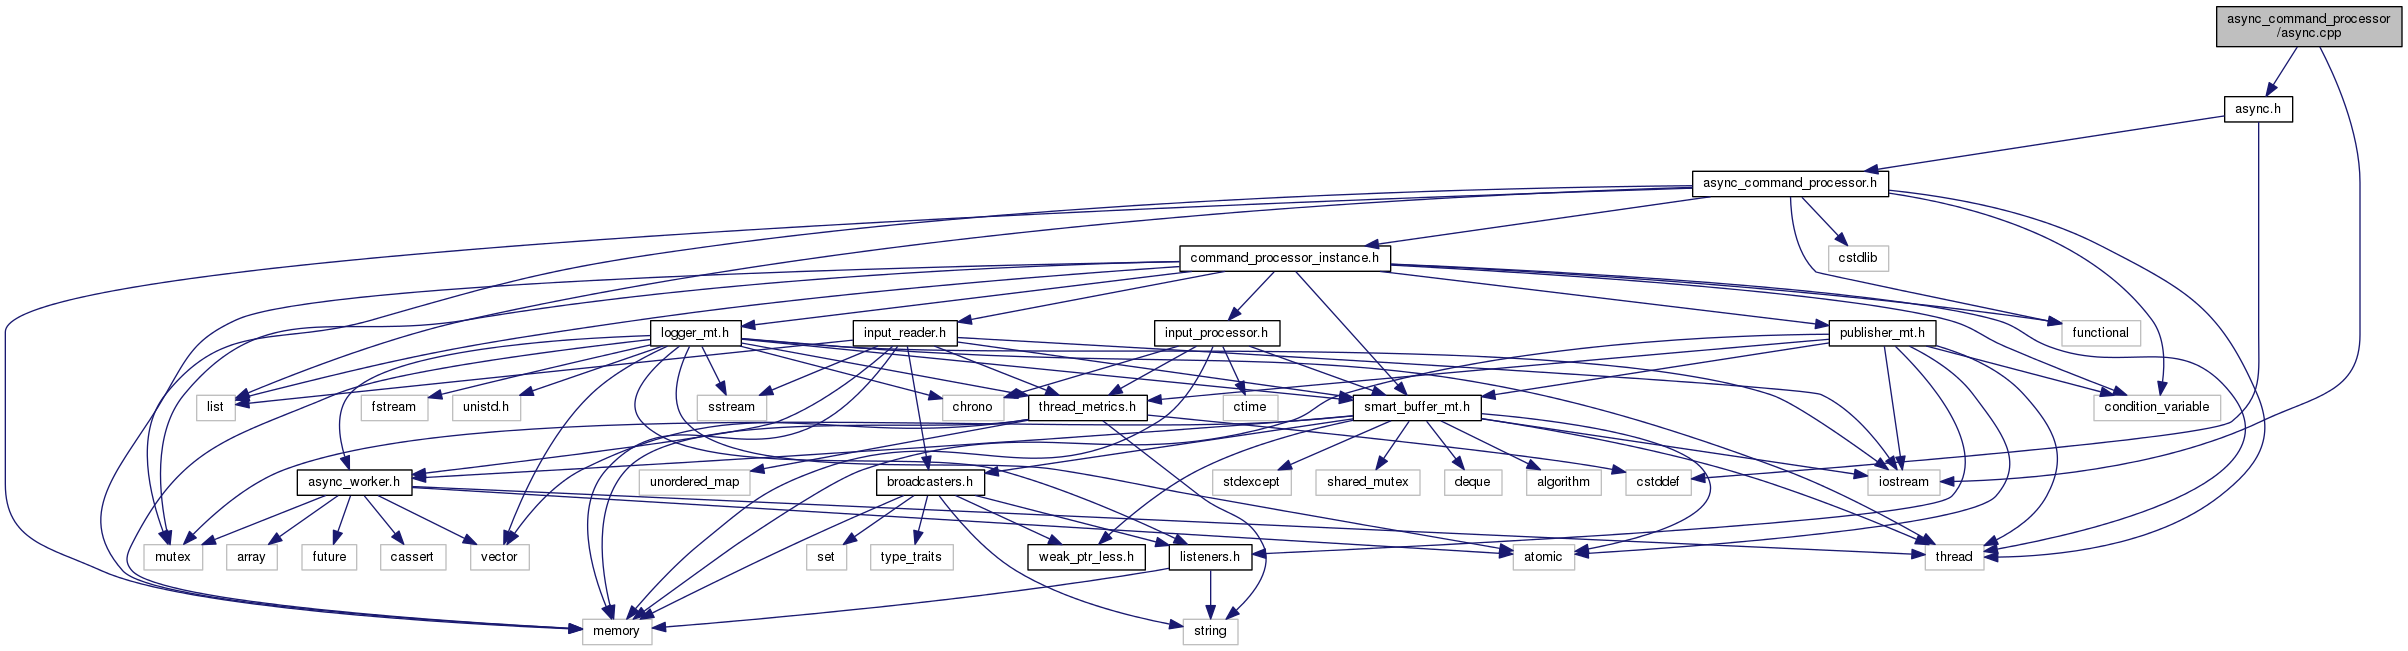 async_command_processor
/async.cpp
async.h
async_command_processor.h
command_processor_instance.h
cstdlib
logger_mt.h
input_reader.h
input_processor.h
publisher_mt.h
functional
list
fstream
unistd.h
sstream
chrono
thread_metrics.h
ctime
smart_buffer_mt.h
condition_variable
async_worker.h
unordered_map
broadcasters.h
stdexcept
shared_mutex
deque
algorithm
cstddef
iostream
mutex
array
future
cassert
vector
set
type_traits
weak_ptr_less.h
listeners.h
atomic
thread
memory
string